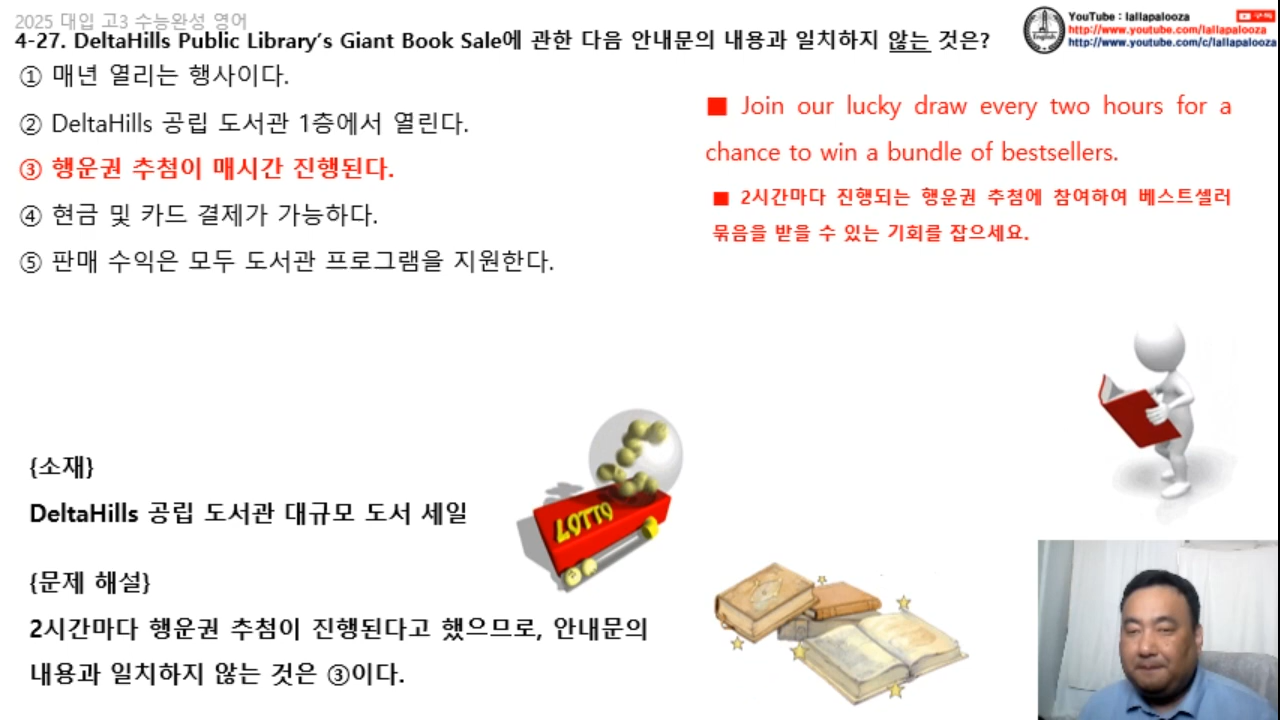 2025 대입 고3 수능완성 영어
4-27. DeltaHills Public Library's Giant Book Sale에 관한 다음 안내문의 내용과 일치하지 않는 것은?
① 매년 열리는 행사이다.
② DeltaHills 공립 도서관 1층에서 열린다.
③ 행운권 추첨이 매시간 진행된다.
④ 현금 및 카드 결제가 가능하다.
⑤ 판매 수익은 모두 도서관 프로그램을 지원한다.
YouTube : lallapalooza
http://www.youtube.com/lallapalooza
http://www.youtube.com/c/lallapalooza
■ Join our lucky draw every two hours for a
chance to win a bundle of bestsellers.
■ 2시간마다 진행되는 행운권 추첨에 참여하여 베스트셀러
묶음을 받을 수 있는 기회를 잡으세요.
{소재}
DeltaHills 공립 도서관 대규모 도서 세일
LOTTO
{문제 해설}
2시간마다 행운권 추첨이 진행된다고 했으므로, 안내문의
내용과 일치하지 않는 것은 ③이다.